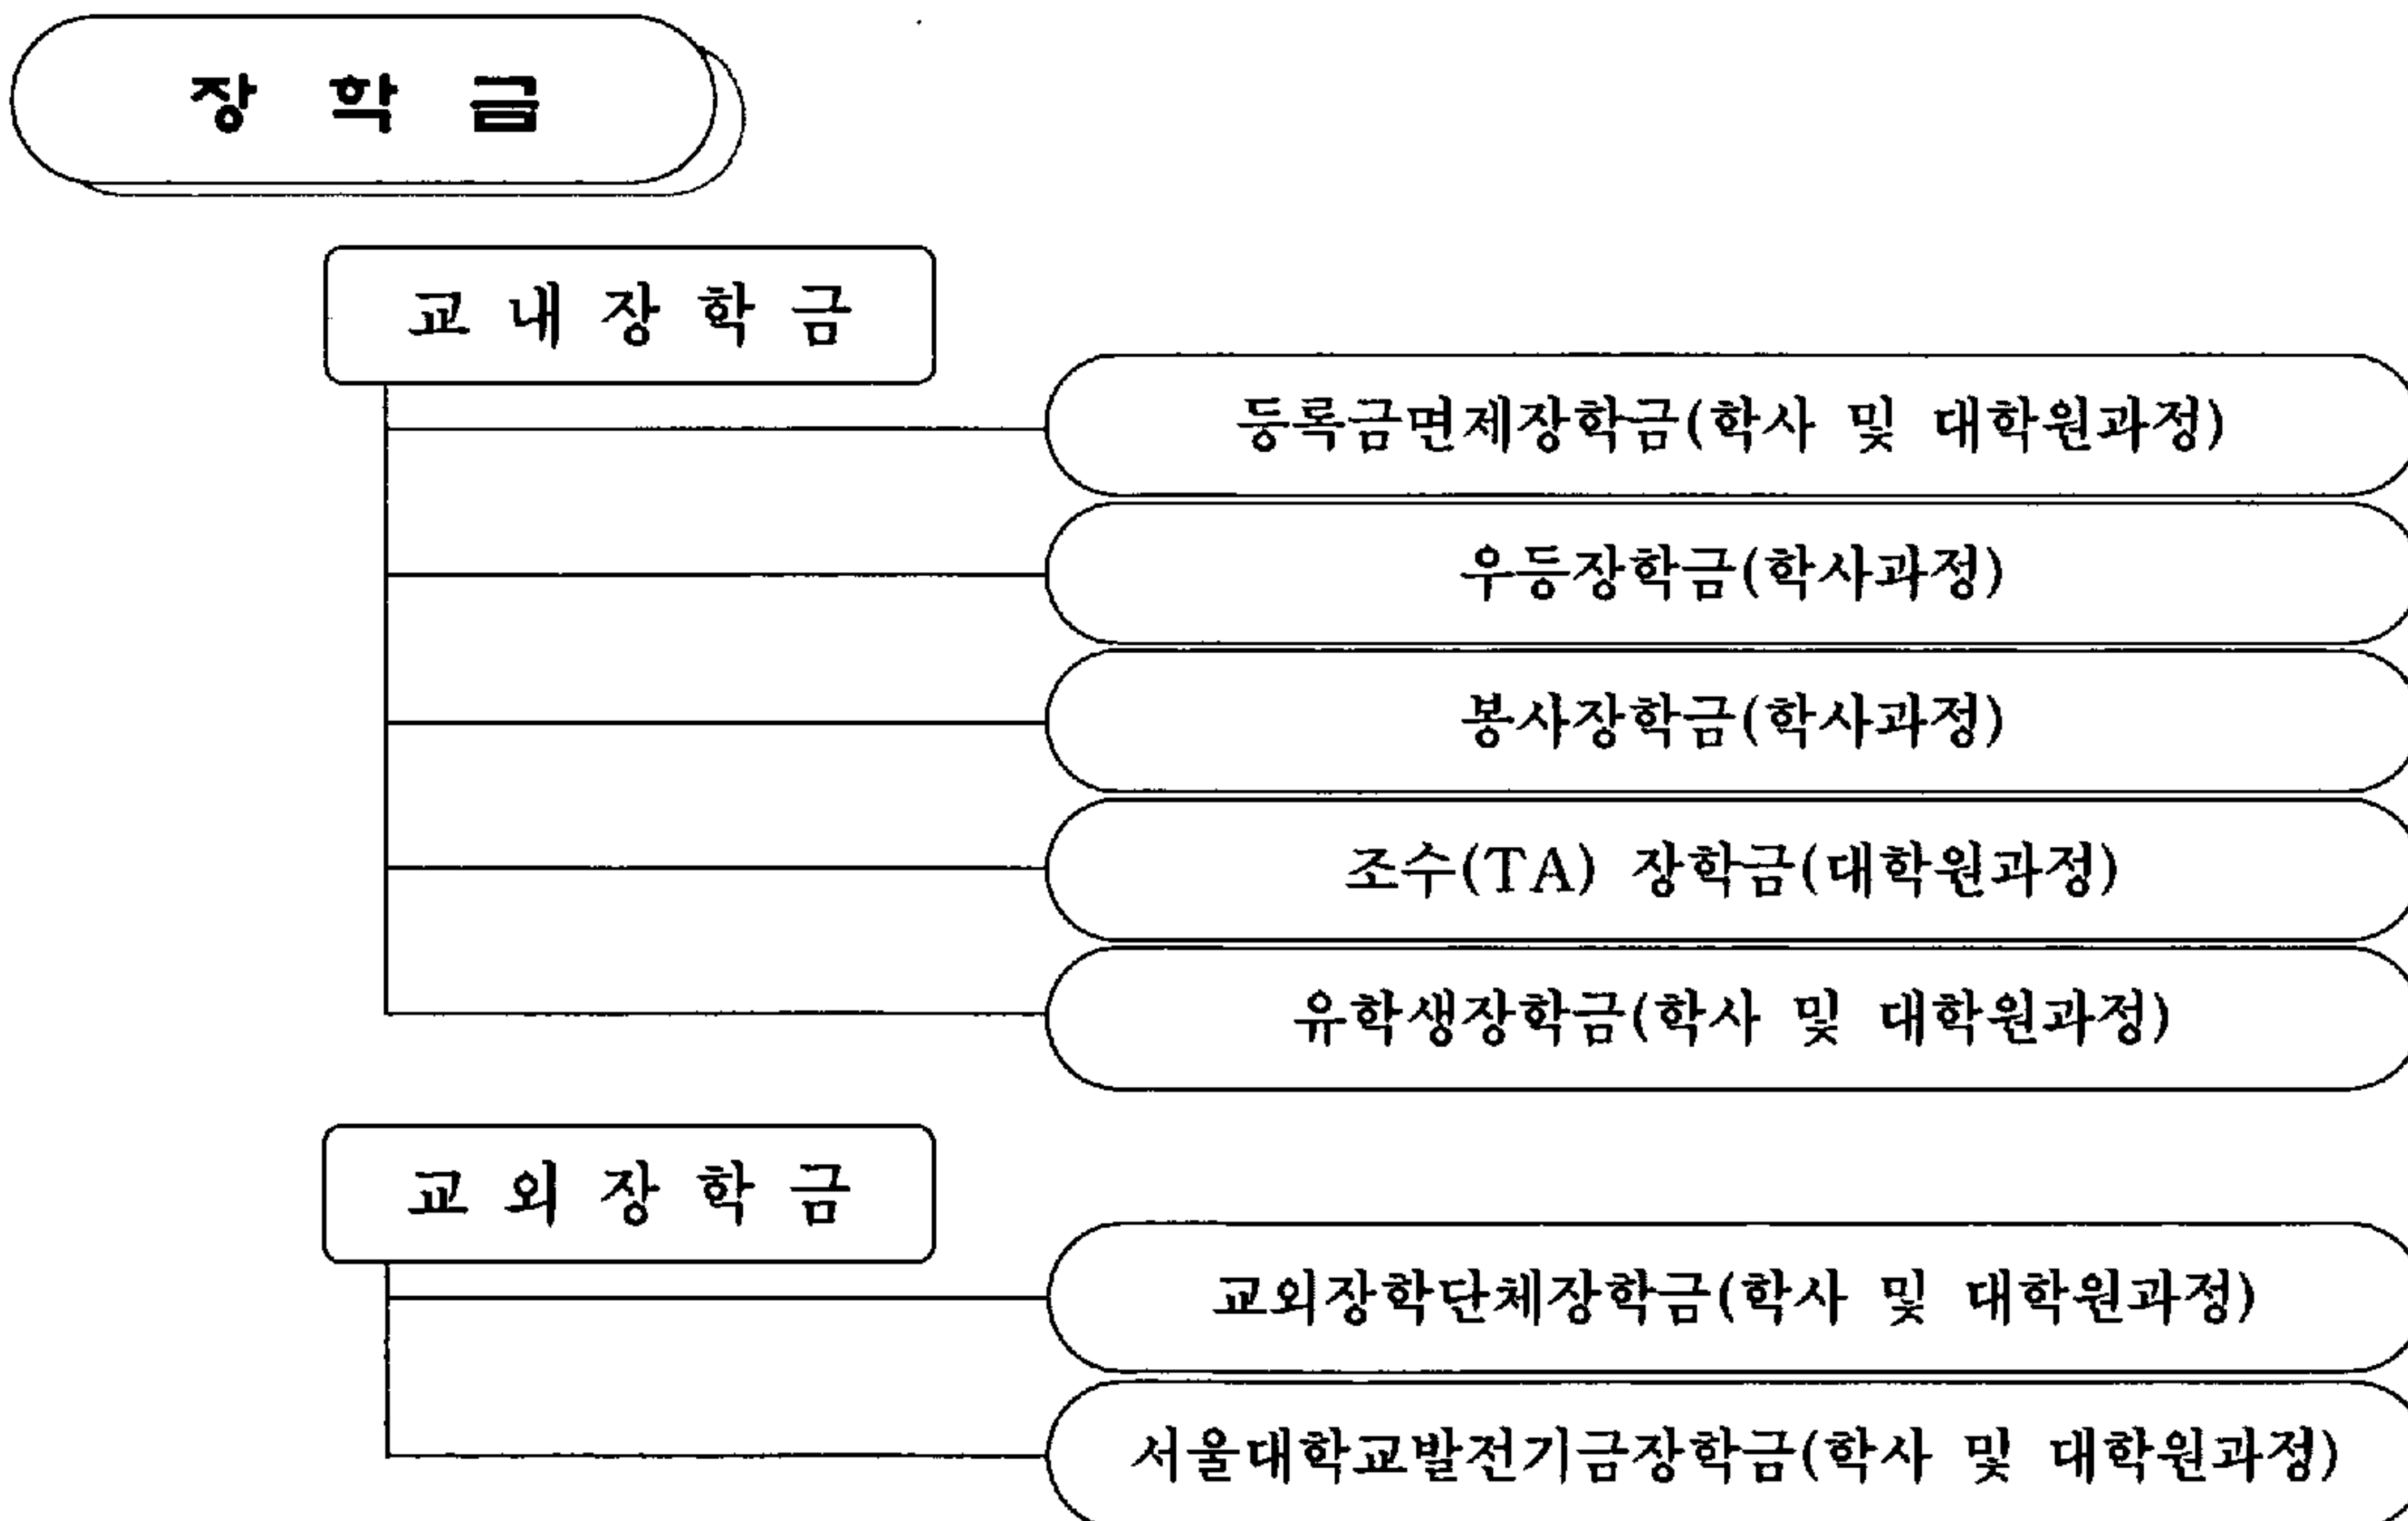 장 학 금
교 내 장 학 금
등록금면제장학금(학사 및 대학원과정)
우등장학금(학사과정)
봉사장학금(학사과정)
조수(TA) 장학금(대학원과정)
유학생장학금(학사 및 대학원과정)
교 외 장 학 금
교외장학단체장학금(학사 및 대학원과정)
서울대학교발전기금장학금(학사 및 대학원과정)